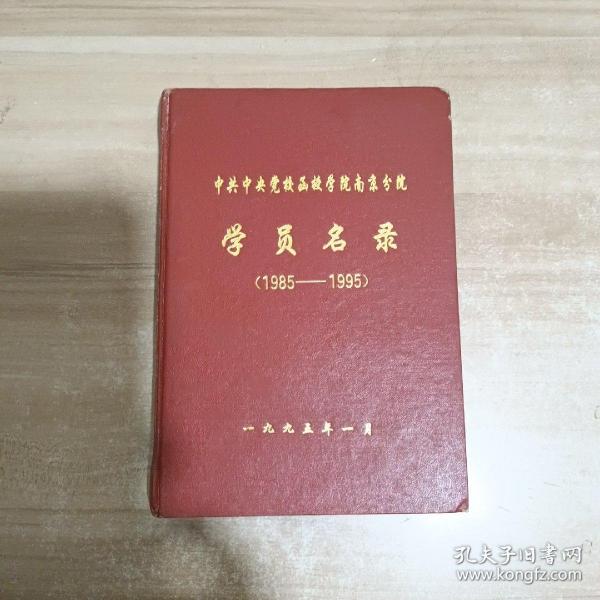 中共中央党校函授学院南京分院
学员名录
(1985——1995)
一九九五年一月
孔夫子旧书网
www.kongfz.com